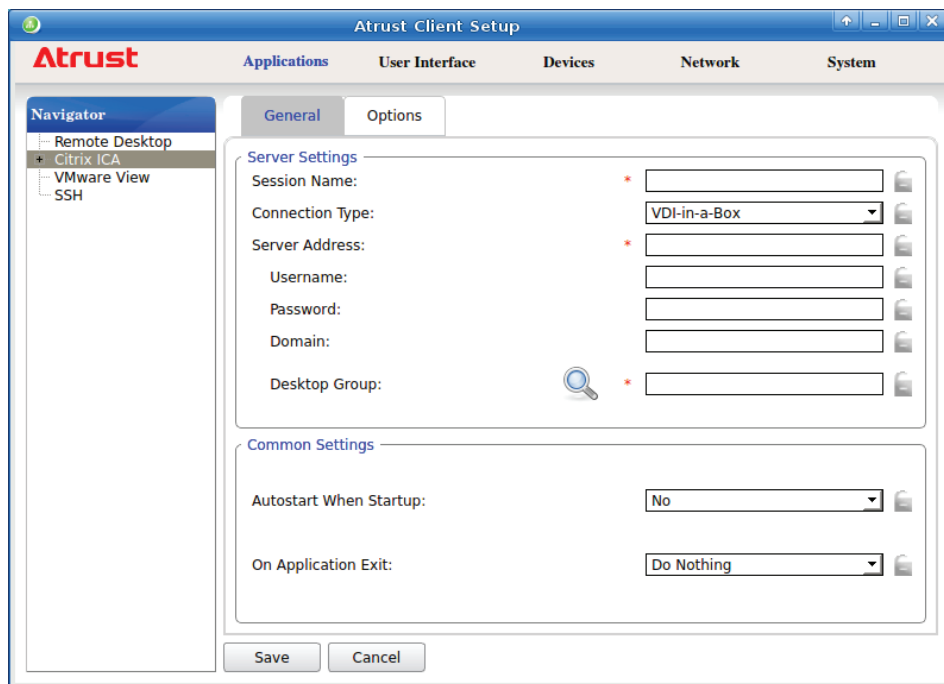 Atrust Client Setup
Atrust
Applications User Interface Devices Network System
Navigator
Remote Desktop
+ Citrix ICA
VMware View
SSH
General Options
Server Settings
Session Name: *
Connection Type: VDI-in-a-Box
Server Address: *
Username:
Password:
Domain:
Desktop Group: *
Common Settings
Autostart When Startup: No
On Application Exit: Do Nothing
Save Cancel